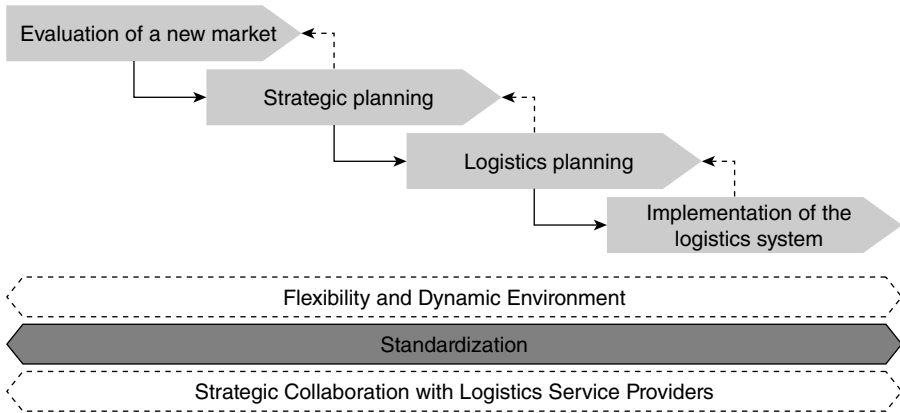 Evaluation of a new market
Strategic planning
Logistics planning
Implementation of the
logistics system
Flexibility and Dynamic Environment
Standardization
Strategic Collaboration with Logistics Service Providers